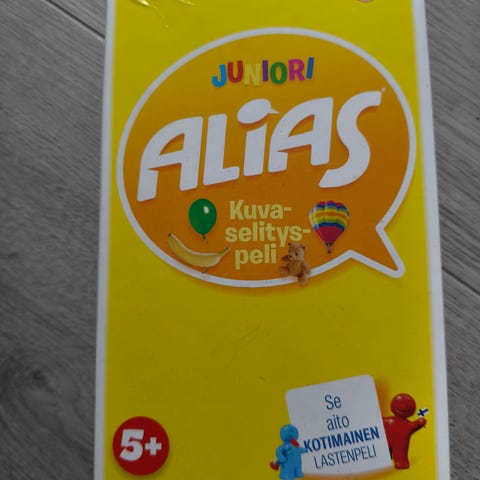 JUNIORI
ALiAS
Kuva-
selitys-
peli
5+
Se
aito
KOTIMAINEN
LASTENPELI